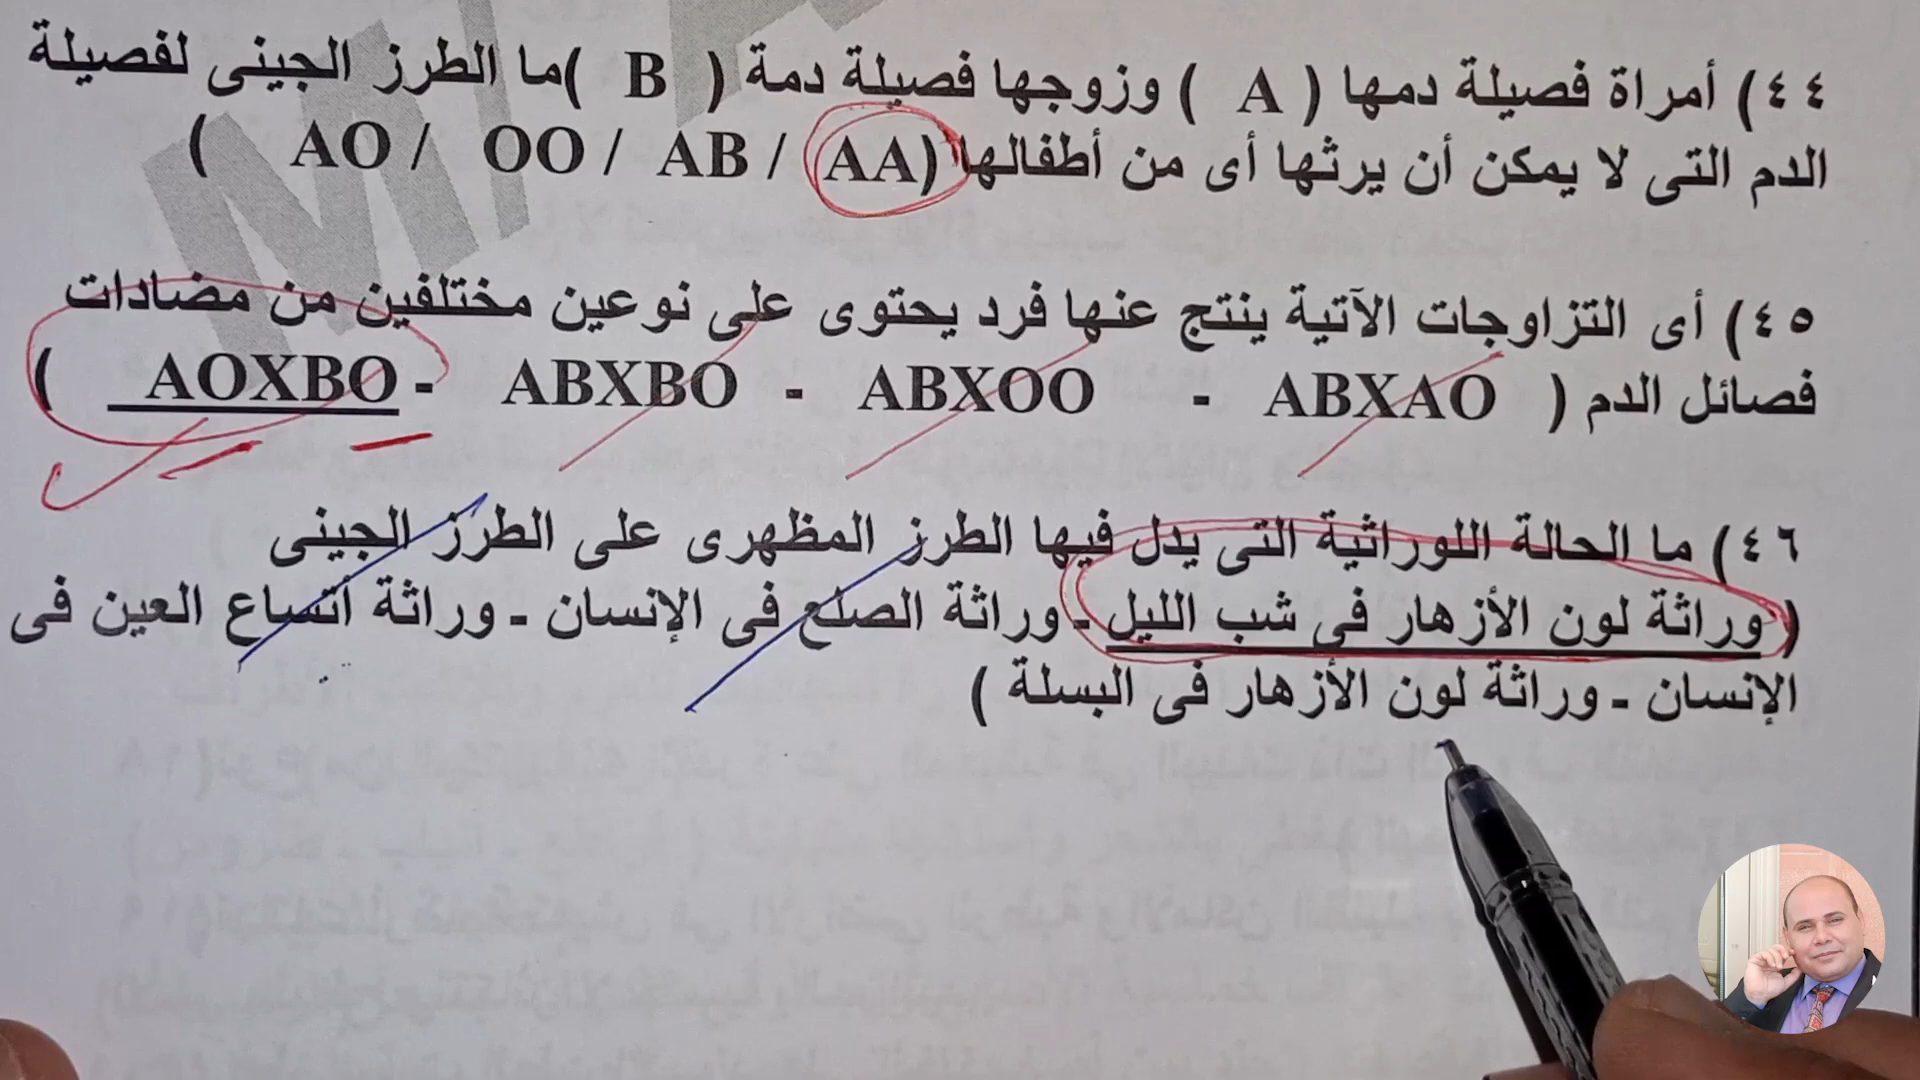 ٤٤) أمراة فصيلة دمها ( A ) وزوجها فصيلة دمة ( B )ما الطرز الجينى لفصيلة
الدم التى لا يمكن أن يرثها أى من أطفالها (AA / AB / OO / AO )
٤٥) أى التزاوجات الآتية ينتج عنها فرد يحتوى على نوعين مختلفين من مضادات
فصائل الدم ( ABXAO - ABXOO - ABXBO - AOXBO )
٤٦) ما الحالة اللوراثية التى يدل فيها الطرز المظهرى على الطرز الجينى
( وراثة لون الأزهار فى شب الليل - وراثة الصلع فى الإنسان - وراثة أتساع العين فى
الإنسان - وراثة لون الأزهار فى البسلة )